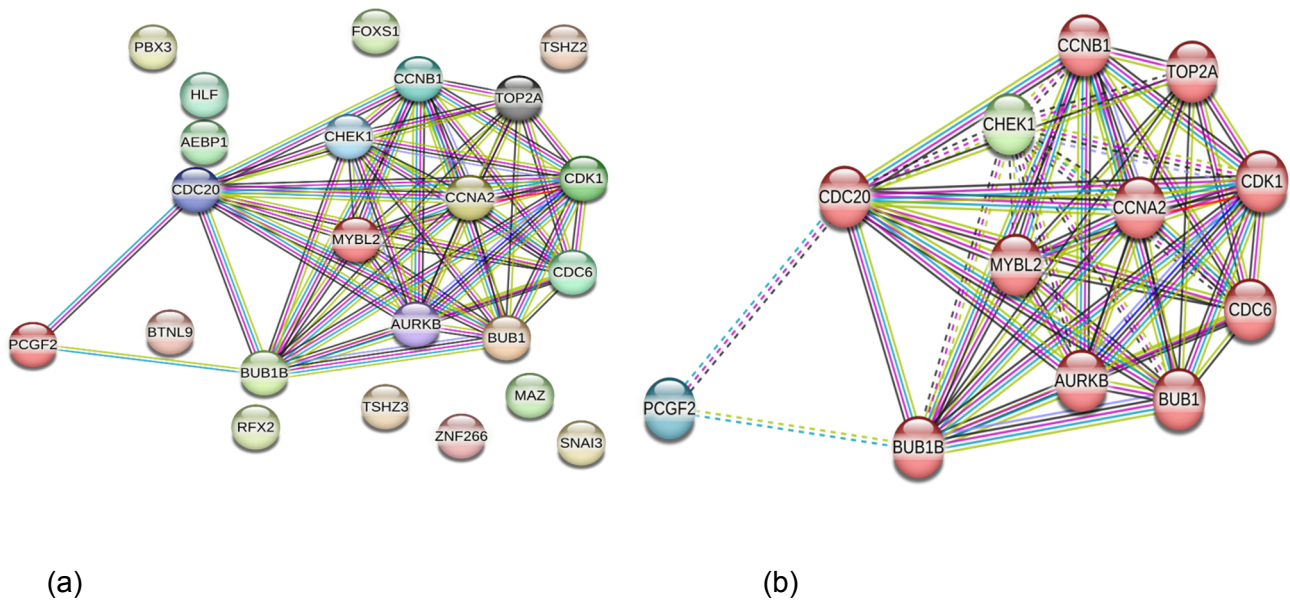 FOXS1
PBX3
TSHZ2
CCNB1
HLF
TOP2A
CHEK1
AEBP1
CDC20
CDK1
CCNA2
MYBL2
CDC6
AURKB
BTNL9
BUB1
PCGF2
BUB1B
MAZ
TSHZ3
RFX2
ZNF266
SNAI3
(a)
CCNB1
TOP2A
CHEK1
CDK1
CDC20
CCNA2
MYBL2
CDC6
AURKB
BUB1
PCGF2
BUB1B
(b)